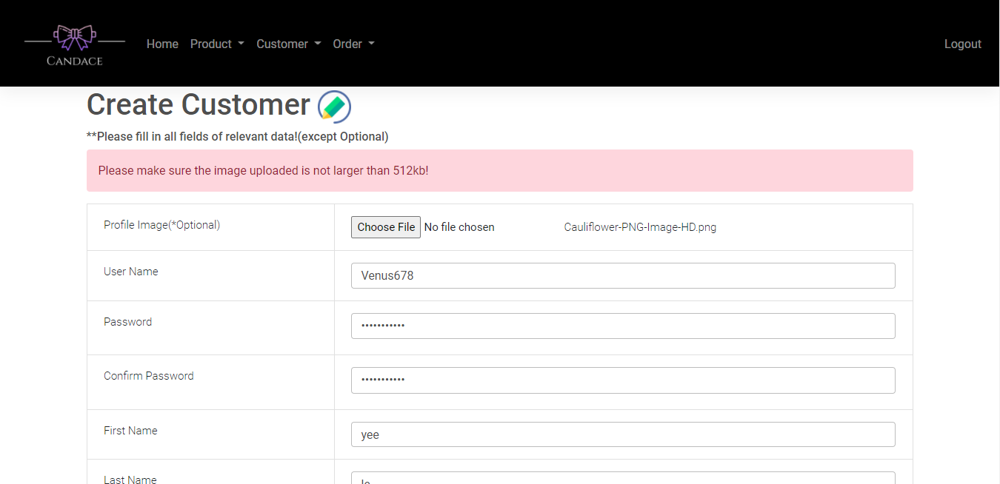 CANDACE
Home Product Customer Order Logout
Create Customer
**Please fill in all fields of relevant data!(except Optional)
Please make sure the image uploaded is not larger than 512kb!
Profile Image(*Optional) Choose File No file chosen Cauliflower-PNG-Image-HD.png
User Name Venus678
Password •••••••••••
Confirm Password •••••••••••
First Name yee
Last Name